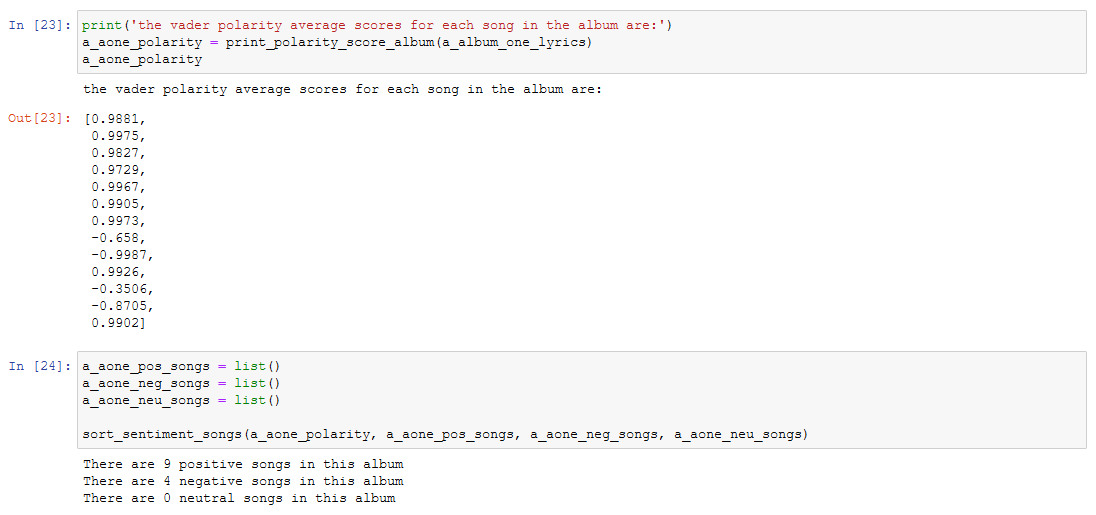 In [23]: print('the vader polarity average scores for each song in the album are:')
a_aone_polarity = print_polarity_score_album(a_album_one_lyrics)
a_aone_polarity
the vader polarity average scores for each song in the album are:
Out[23]: [0.9881,
0.9975,
0.9827,
0.9729,
0.9967,
0.9905,
0.9973,
-0.658,
-0.9987,
0.9926,
-0.3506,
-0.8705,
0.9902]
In [24]: a_aone_pos_songs = list()
a_aone_neg_songs = list()
a_aone_neu_songs = list()
sort_sentiment_songs(a_aone_polarity, a_aone_pos_songs, a_aone_neg_songs, a_aone_neu_songs)
There are 9 positive songs in this album
There are 4 negative songs in this album
There are 0 neutral songs in this album